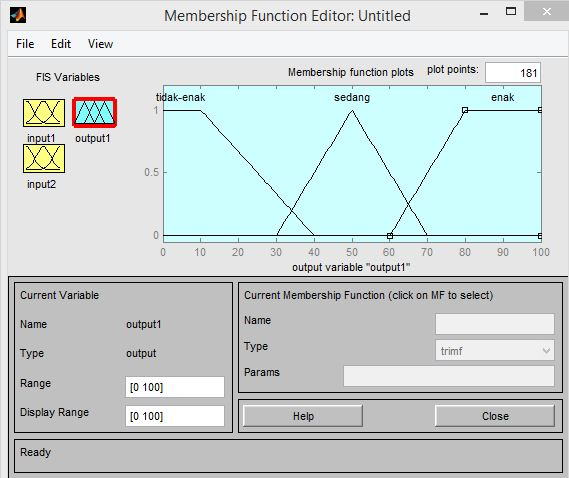 Membership Function Editor: Untitled
File Edit View
FIS Variables
input1 output1
input2
Membership function plots plot points: 181
tidak-enak sedang enak
1
0.5
0
0 10 20 30 40 50 60 70 80 90 100
output variable "output1"
Current Variable
Name output1
Type output
Range [0 100]
Display Range [0 100]
Current Membership Function (click on MF to select)
Name
Type trimf
Params
Help Close
Ready